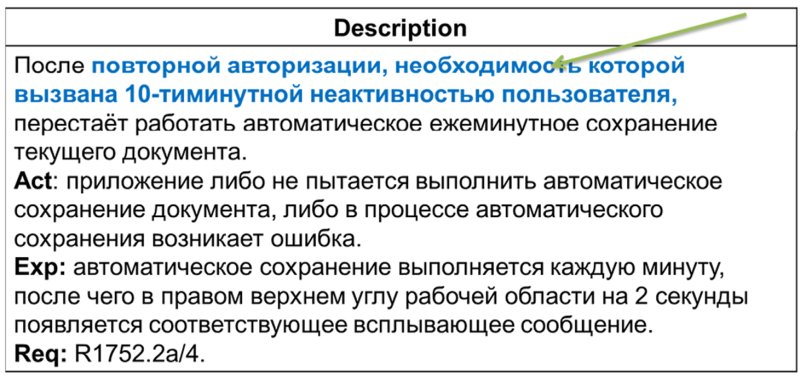 Description
После повторной авторизации, необходимость которой
вызвана 10-тиминутной неактивностью пользователя,
перестаёт работать автоматическое ежеминутное сохранение
текущего документа.
Act: приложение либо не пытается выполнить автоматическое
сохранение документа, либо в процессе автоматического
сохранения возникает ошибка.
Exp: автоматическое сохранение выполняется каждую минуту,
после чего в правом верхнем углу рабочей области на 2 секунды
появляется соответствующее всплывающее сообщение.
Req: R1752.2a/4.